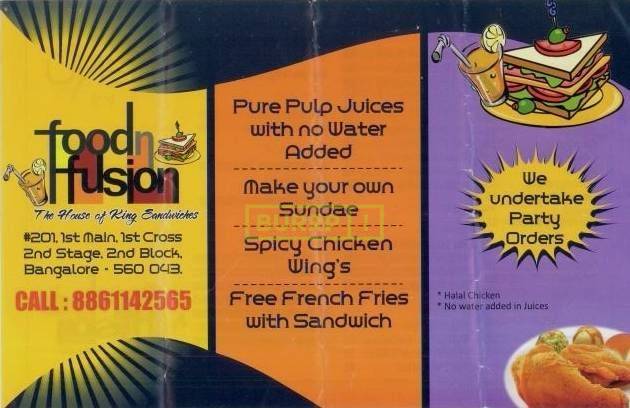 food n
fusion
The House of King Sandwiches
#201, 1st Main, 1st Cross
2nd Stage, 2nd Block,
Bangalore - 560 043.
CALL : 8861142565
Pure Pulp Juices
with no Water
Added
Make your own
Sundae
BURRP!
Spicy Chicken
Wing's
Free French Fries
with Sandwich
We
undertake
Party
Orders
* Halal Chicken
* No water added in Juices